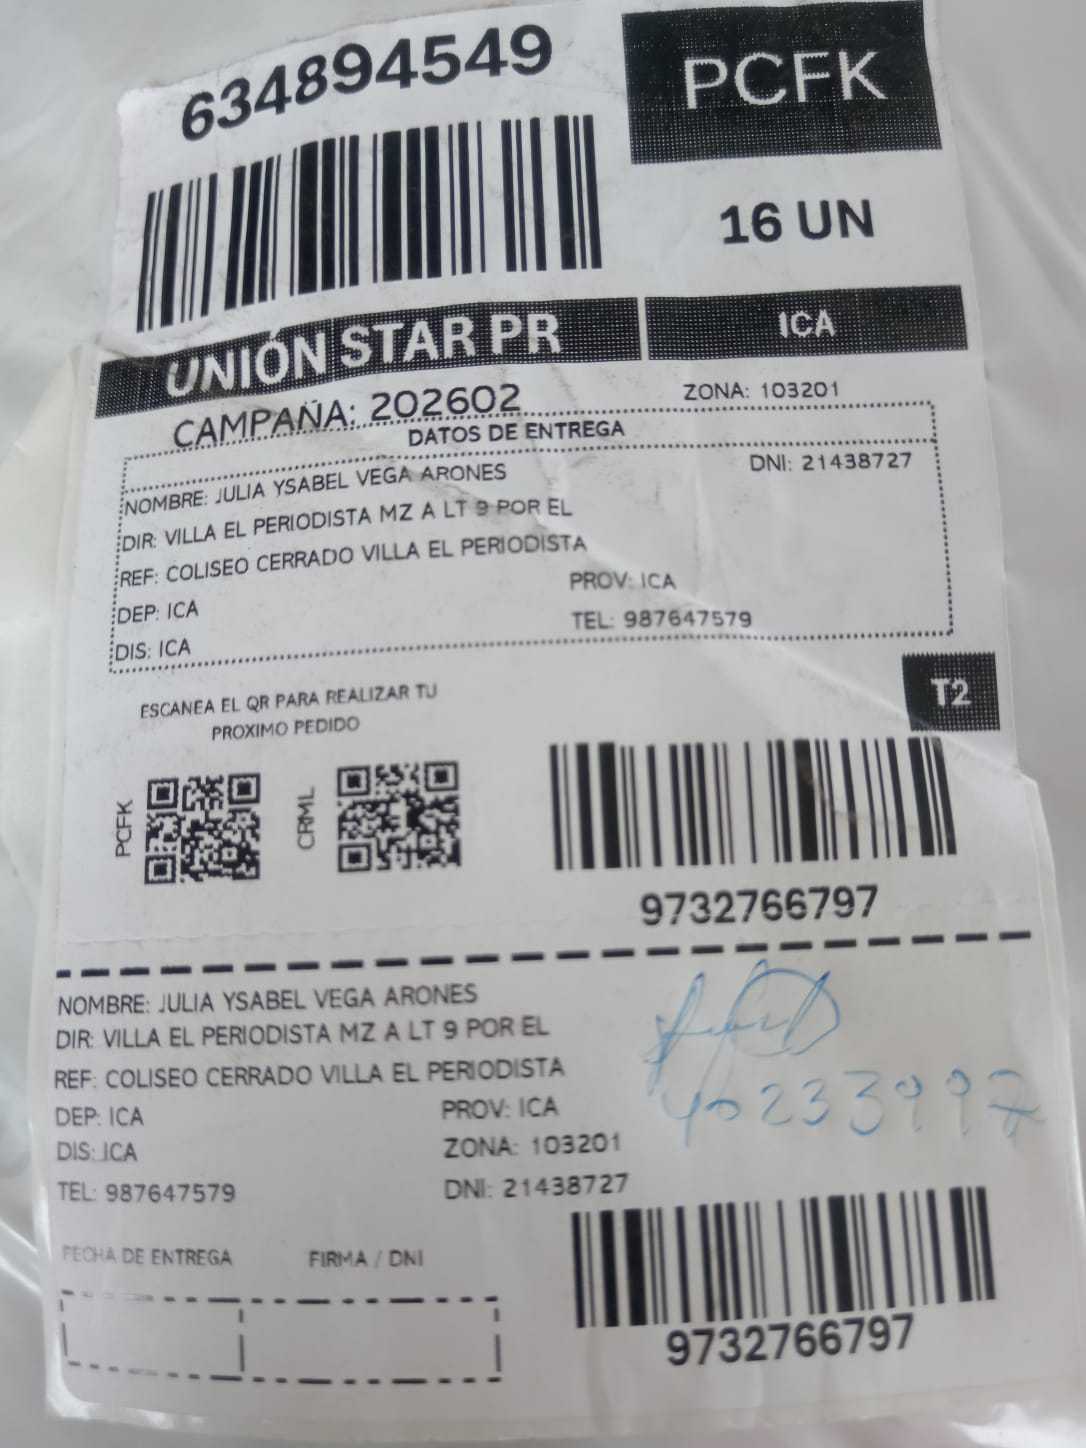 634894549
PCFK
16 UN
UNIÓN STAR PR
ICA
CAMPAÑA: 202602
ZONA: 103201
DATOS DE ENTREGA
NOMBRE: JULIA YSABEL VEGA ARONES
DNI: 21438727
DIR: VILLA EL PERIODISTA MZ A LT 9 POR EL
REF: COLISEO CERRADO VILLA EL PERIODISTA
DEP: ICA
PROV: ICA
DIS: ICA
TEL: 987647579
T2
ESCANEA EL QR PARA REALIZAR TU
PROXIMO PEDIDO
PCFK
CRML
9732766797
NOMBRE: JULIA YSABEL VEGA ARONES
DIR: VILLA EL PERIODISTA MZ A LT 9 POR EL
REF: COLISEO CERRADO VILLA EL PERIODISTA
40233997
DEP: ICA
PROV: ICA
DIS: ICA
ZONA: 103201
TEL: 987647579
DNI: 21438727
FECHA DE ENTREGA
FIRMA / DNI
9732766797